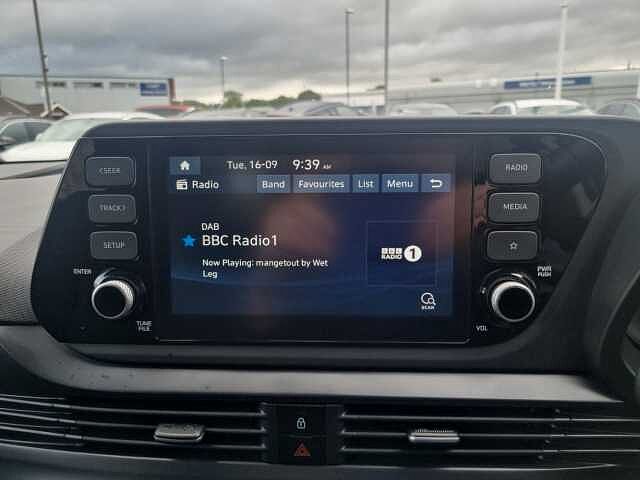 <SEEK
TRACK>
SETUP
ENTER
TUNE
FILE
Tue, 16-09 9:39 AM
Radio Band Favourites List Menu
DAB
BBC Radio1
Now Playing: mangetout by Wet
Leg
BBC
RADIO 1
SCAN
RADIO
MEDIA
PWR
PUSH
VOL